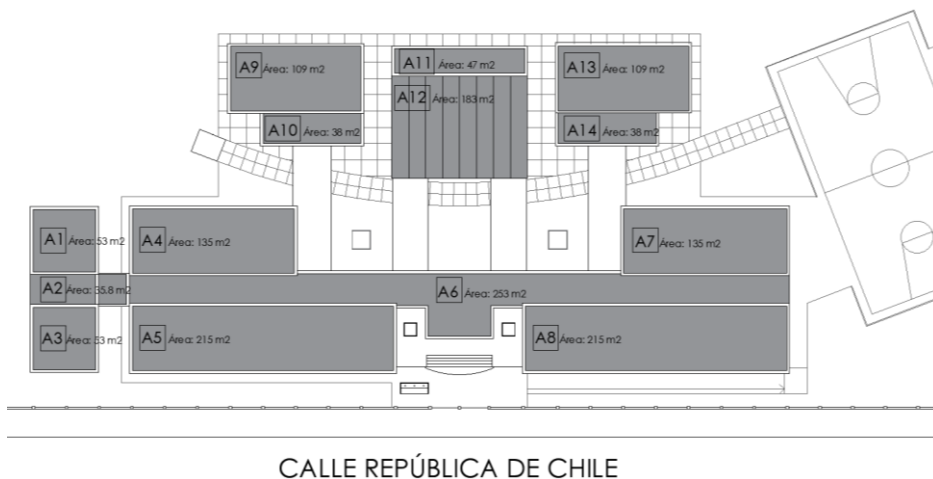 A9 Área: 109 m2
A11 Área: 47 m2
A13 Área: 109 m2
A12 Área: 183 m2
A10 Área: 38 m2
A14 Área: 38 m2
A1 Área: 53 m2
A4 Área: 135 m2
A7 Área: 135 m2
A2 Área: 35.8 m2
A6 Área: 253 m2
A3 Área: 53 m2
A5 Área: 215 m2
A8 Área: 215 m2
CALLE REPÚBLICA DE CHILE